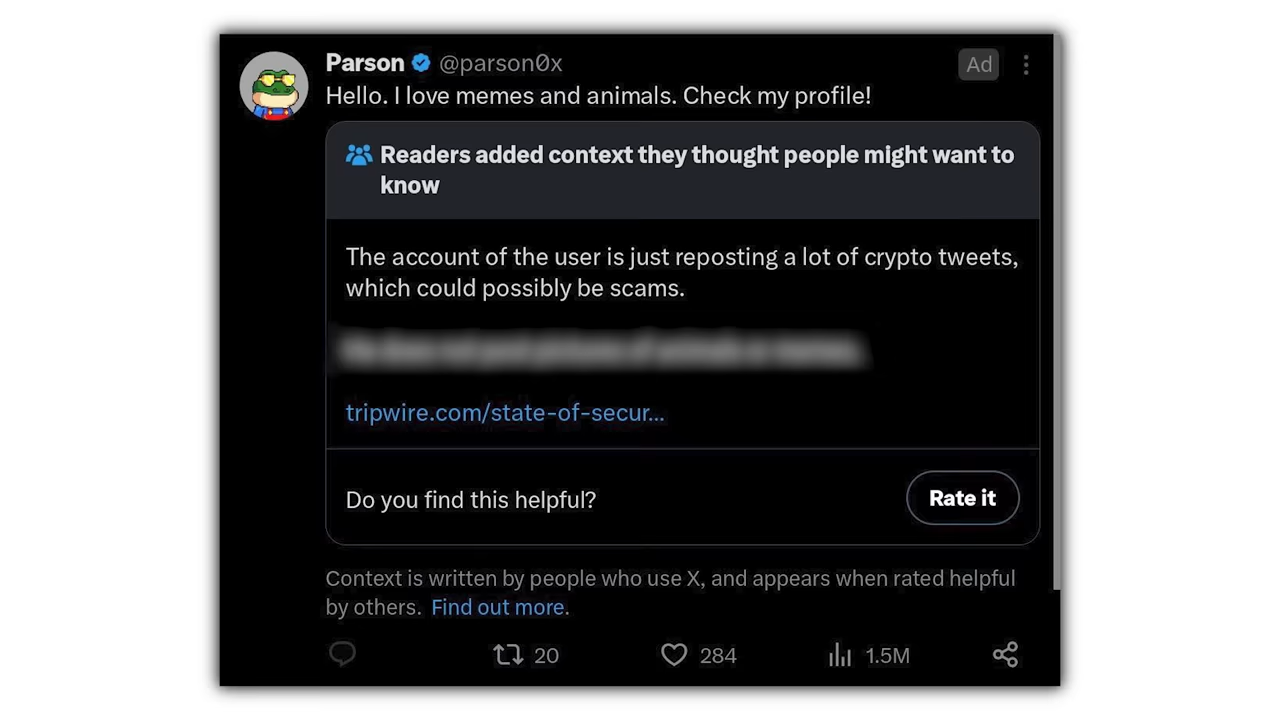 Parson @parson0x Ad
Hello. I love memes and animals. Check my profile!
Readers added context they thought people might want to
know
The account of the user is just reposting a lot of crypto tweets,
which could possibly be scams.
tripwire.com/state-of-secur...
Do you find this helpful? Rate it
Context is written by people who use X, and appears when rated helpful
by others. Find out more.
20 284 1.5M